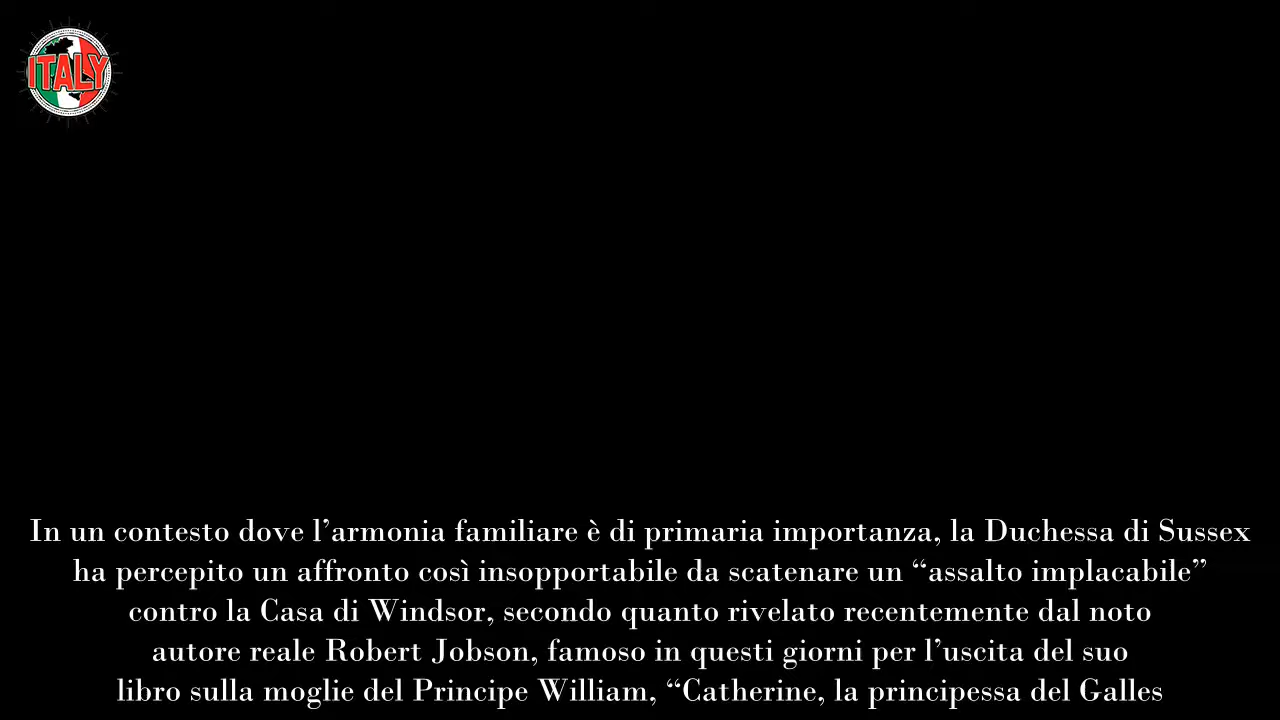 ITALY
In un contesto dove l’armonia familiare è di primaria importanza, la Duchessa di Sussex
ha percepito un affronto così insopportabile da scatenare un “assalto implacabile”
contro la Casa di Windsor, secondo quanto rivelato recentemente dal noto
autore reale Robert Jobson, famoso in questi giorni per l’uscita del suo
libro sulla moglie del Principe William, “Catherine, la principessa del Galles